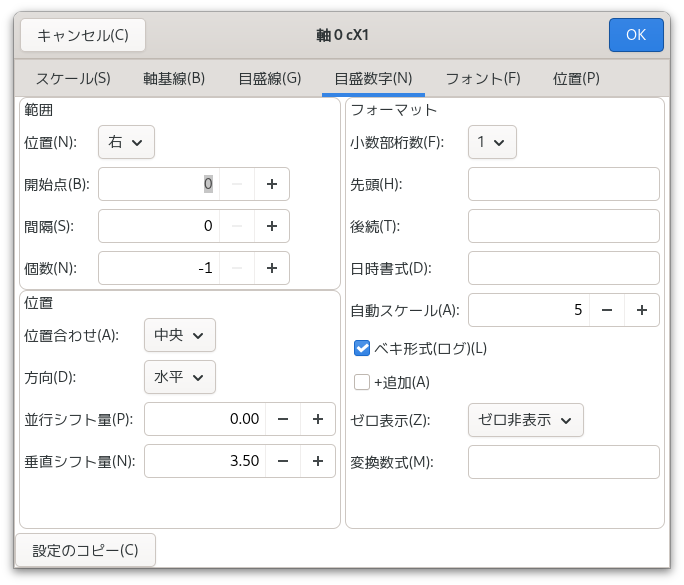 キャンセル(C)
軸 0 cX1
OK
スケール(S) 軸基線(B) 目盛線(G) 目盛数字(N) フォント(F) 位置(P)
範囲
位置(N): 右
開始点(B): 0
間隔(S): 0
個数(N): -1
位置
位置合わせ(A): 中央
方向(D): 水平
並行シフト量(P): 0.00
垂直シフト量(N): 3.50
フォーマット
小数部桁数(F): 1
先頭(H):
後続(T):
日時書式(D):
自動スケール(A): 5
ベキ形式(ログ)(L)
+追加(A)
ゼロ表示(Z): ゼロ非表示
変換数式(M):
設定のコピー(C)